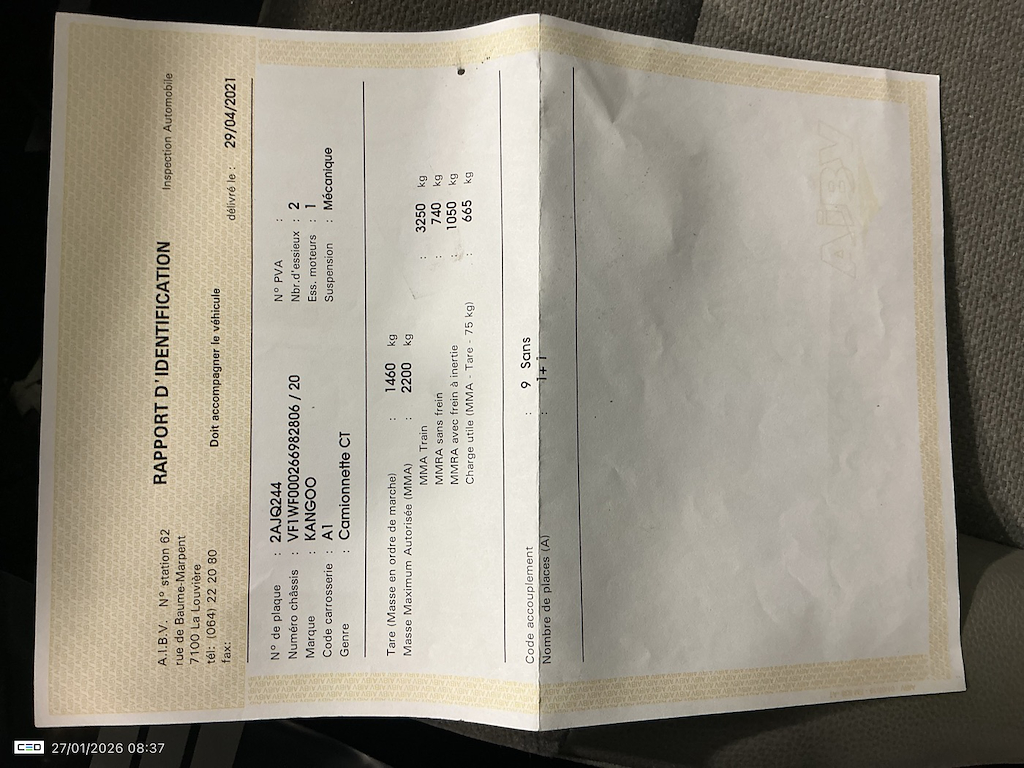 A.I.B.V. N° station 62
rue de Baume-Marpent
7100 La Louvière
tél: (064) 22 20 80
fax:
RAPPORT D'IDENTIFICATION
Doit accompagner le véhicule
Inspection Automobile
délivré le : 29/04/2021
N° de plaque : 2AJQ244
N° PVA :
Numéro châssis : VF1WF000266982806 / 20
Nbr.d'essieux : 2
Marque : KANGOO
Ess. moteurs : 1
Code carrosserie : A1
Suspension : Mécanique
Genre : Camionnette CT
Tare (Masse en ordre de marche) : 1460 kg
Masse Maximum Autorisée (MMA) : 2200 kg
MMA Train : 3250 kg
MMRA sans frein : 740 kg
MMRA avec frein à inertie : 1050 kg
Charge utile (MMA - Tare - 75 kg) : 665 kg
Code accouplement : 9 Sans
Nombre de places (A) : 1+1
AIBV
CEO 27/01/2026 08:37